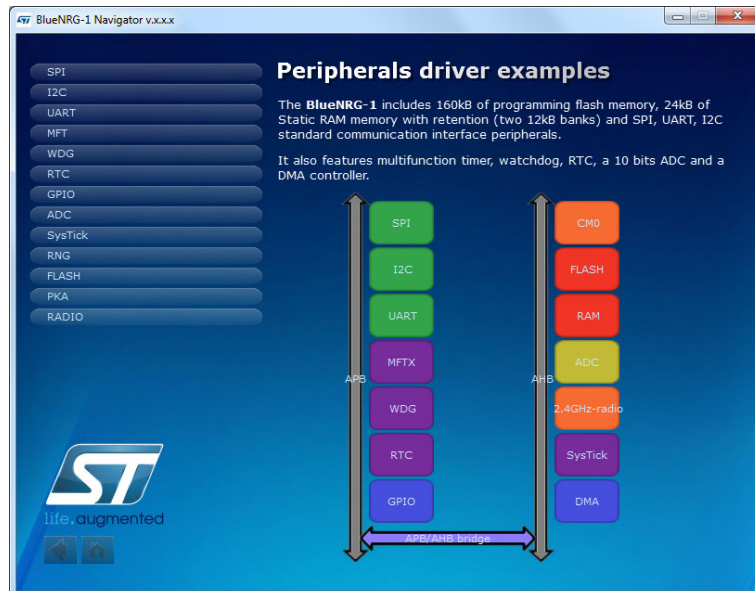 BlueNRG-1 Navigator v.x.x.x
SPI
I2C
UART
MFT
WDG
RTC
GPIO
ADC
SysTick
RNG
FLASH
PKA
RADIO
Peripherals driver examples
The BlueNRG-1 includes 160kB of programming flash memory, 24kB of
Static RAM memory with retention (two 12kB banks) and SPI, UART, I2C
standard communication interface peripherals.
It also features multifunction timer, watchdog, RTC, a 10 bits ADC and a
DMA controller.
APB
SPI
I2C
UART
MFTX
WDG
RTC
GPIO
AHB
CM0
FLASH
RAM
ADC
2.4GHz-radio
SysTick
DMA
APB/AHB bridge
ST
life.augmented